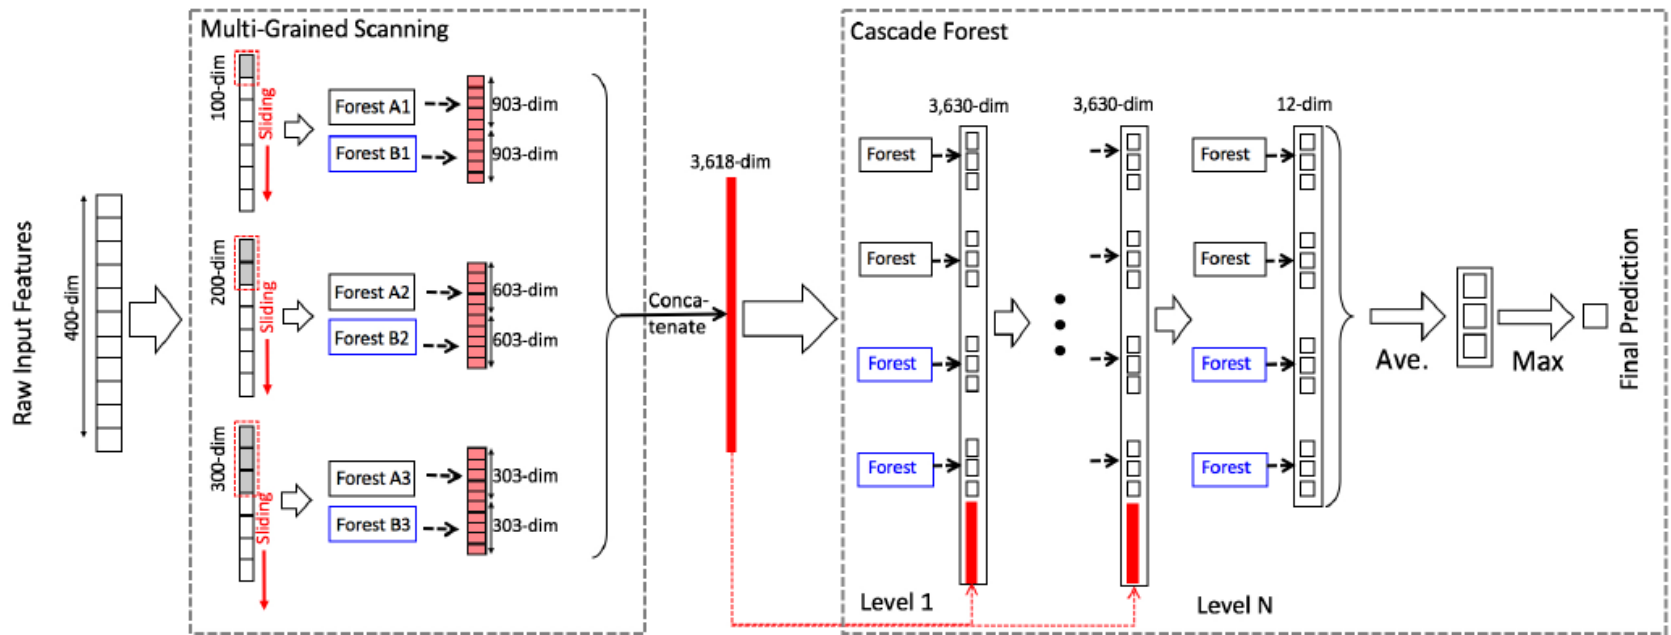 Raw Input Features
400-dim
Multi-Grained Scanning
100-dim
Sliding
Forest A1
903-dim
Forest B1
903-dim
200-dim
Sliding
Forest A2
603-dim
Forest B2
603-dim
300-dim
Sliding
Forest A3
303-dim
Forest B3
303-dim
Conca-
tenate
3,618-dim
Cascade Forest
3,630-dim
Forest
Forest
Forest
Forest
Level 1
3,630-dim
12-dim
Forest
Forest
Forest
Forest
Level N
Ave.
Max
Final Prediction